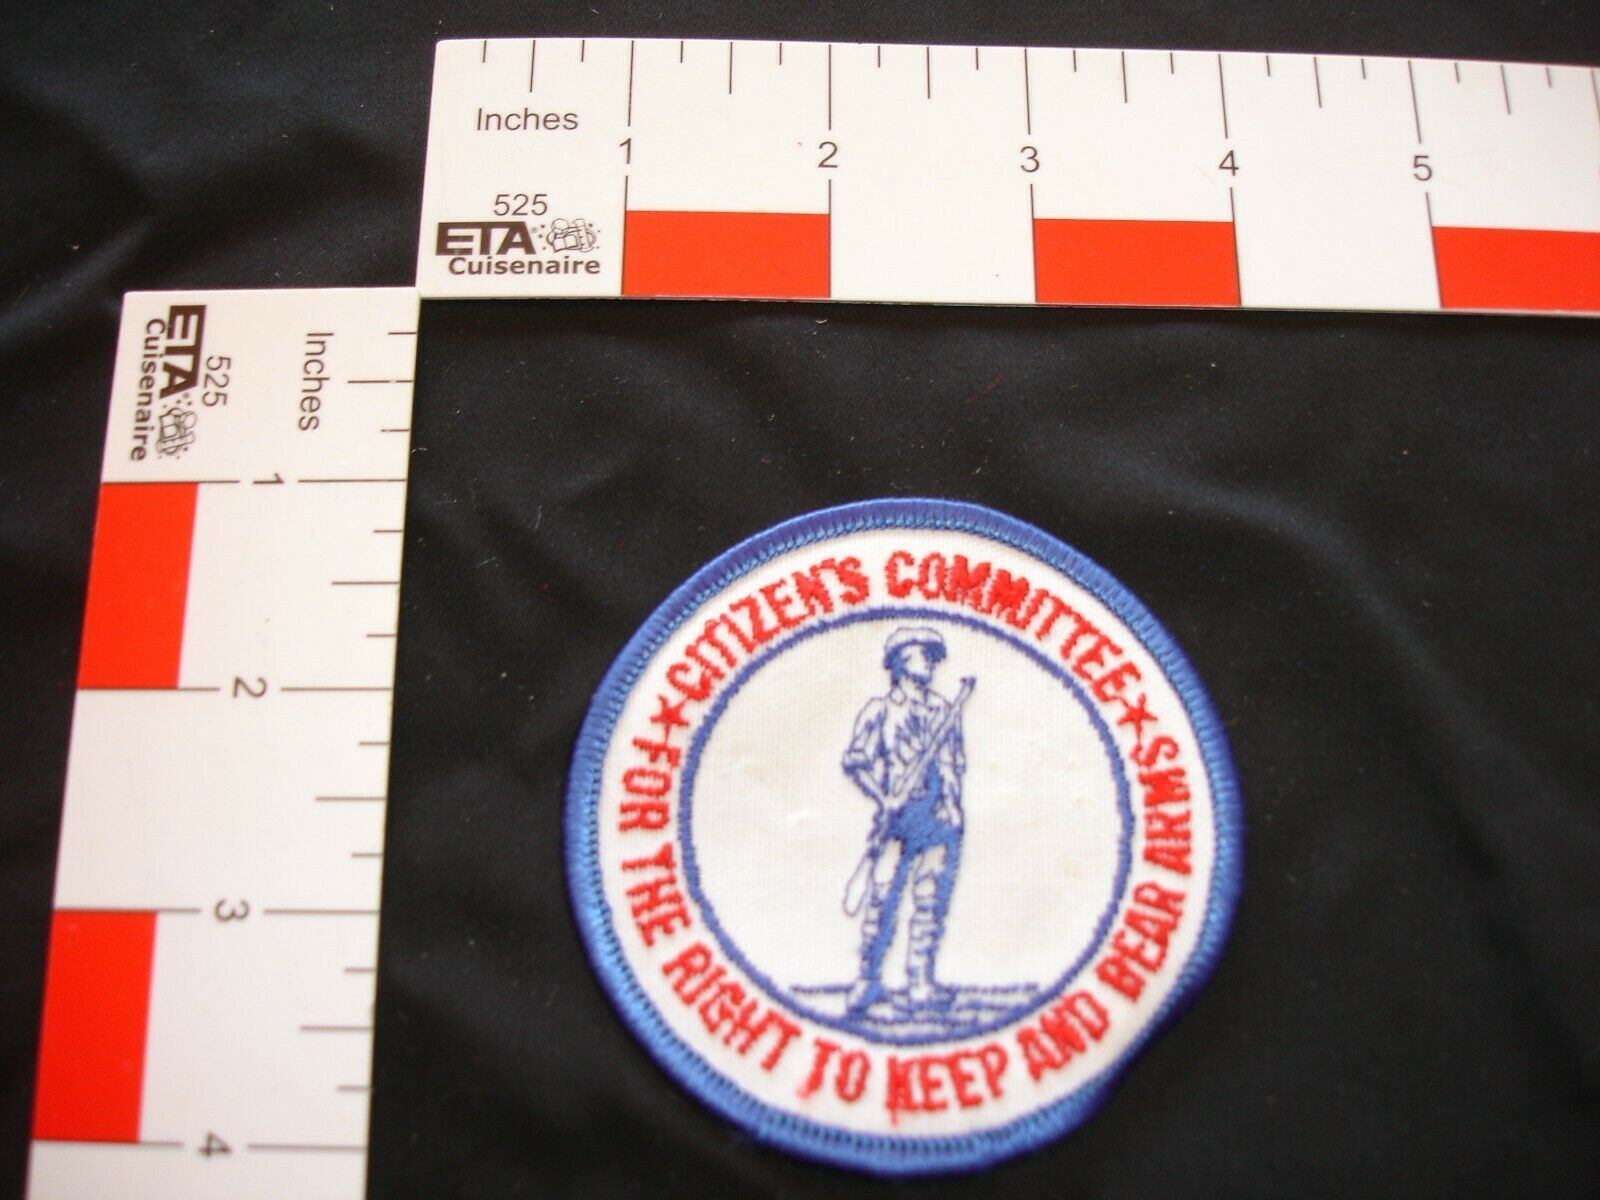 Inches
1 2 3 4 5
525
ETA
Cuisenaire
ETA
Cuisenaire
525
Inches
1
2
3
4
CITIZEN'S COMMITTEE
FOR THE RIGHT TO KEEP AND BEAR ARMS